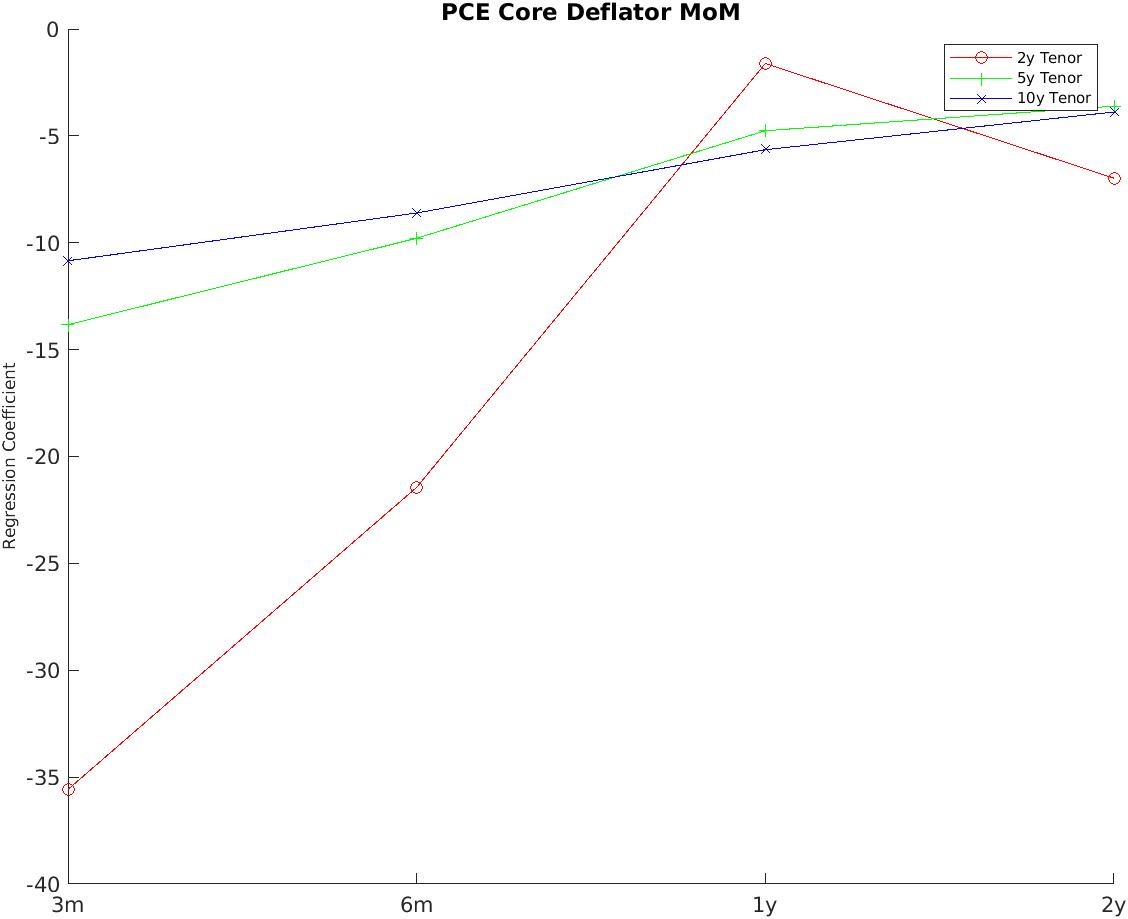 PCE Core Deflator MoM
2y Tenor
5y Tenor
10y Tenor
Regression Coefficient
0
-5
-10
-15
-20
-25
-30
-35
-40
3m
6m
1y
2y